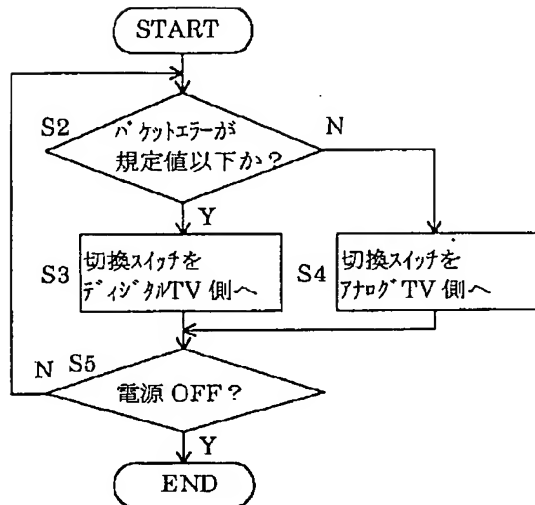 START
S2
パケットエラーが
規定値以下か？
N
Y
S3
切換スイッチを
ディジタルTV側へ
S4
切換スイッチを
アナログTV側へ
N
S5
電源OFF？
Y
END